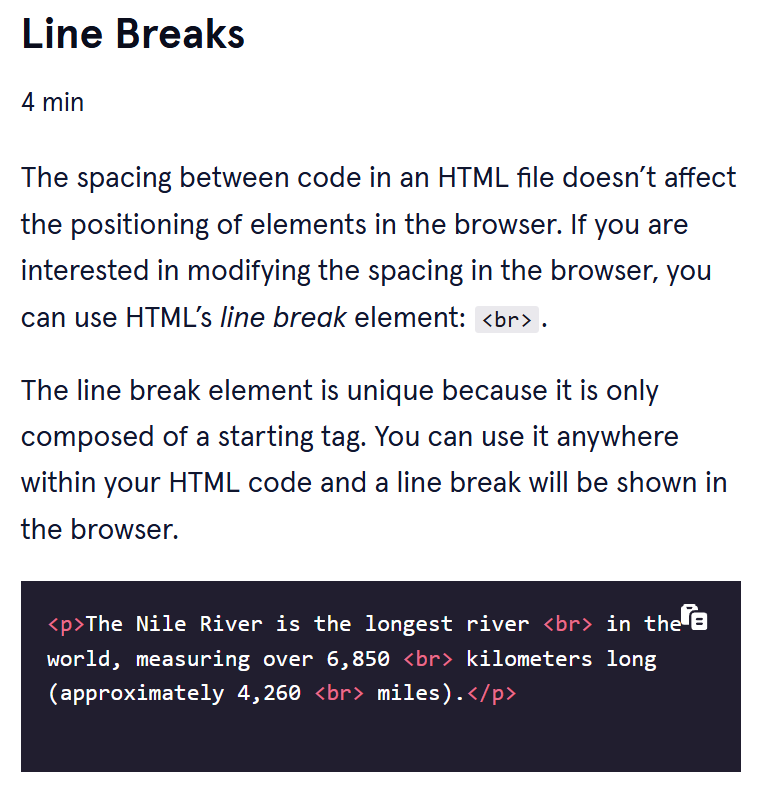 Line Breaks
4 min
The spacing between code in an HTML file doesn’t affect
the positioning of elements in the browser. If you are
interested in modifying the spacing in the browser, you
can use HTML’s line break element: <br>.
The line break element is unique because it is only
composed of a starting tag. You can use it anywhere
within your HTML code and a line break will be shown in
the browser.
<p>The Nile River is the longest river <br> in the
world, measuring over 6,850 <br> kilometers long
(approximately 4,260 <br> miles).</p>